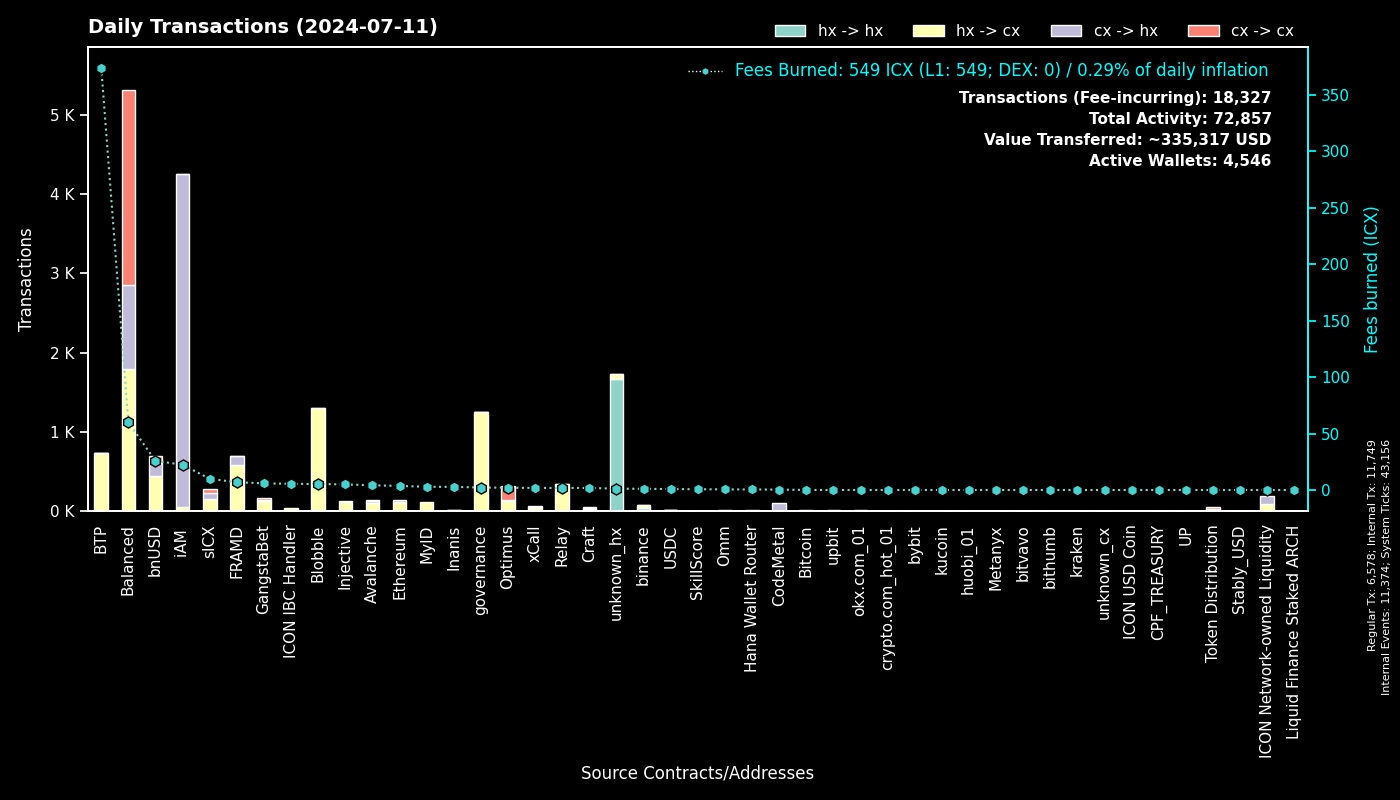 Daily Transactions (2024-07-11)
hx -> hx
hx -> cx
cx -> hx
cx -> cx
Fees Burned: 549 ICX (L1: 549; DEX: 0) / 0.29% of daily inflation
Transactions (Fee-incurring): 18,327
Total Activity: 72,857
Value Transferred: ~335,317 USD
Active Wallets: 4,546
Transactions
5 K
4 K
3 K
2 K
1 K
0 K
350
300
250
200
150
100
50
0
Fees burned (ICX)
BTP
Balanced
bnUSD
iAM
sICX
FRAMD
GangstaBet
ICON IBC Handler
Blobble
Injective
Avalanche
Ethereum
MyID
Inanis
governance
Optimus
xCall
Relay
Craft
unknown_hx
binance
USDC
SkillScore
Omm
Hana Wallet Router
CodeMetal
Bitcoin
upbit
okx.com_01
crypto.com_hot_01
bybit
kucoin
huobi_01
Metanyx
bitvavo
bithumb
kraken
unknown_cx
ICON USD Coin
CPF_TREASURY
UP
Token Distribution
Stably_USD
ICON Network-owned Liquidity
Liquid Finance Staked ARCH
Source Contracts/Addresses
Regular Tx: 6,578; Internal Tx: 11,749
Internal Events: 11,374; System Ticks: 43,156